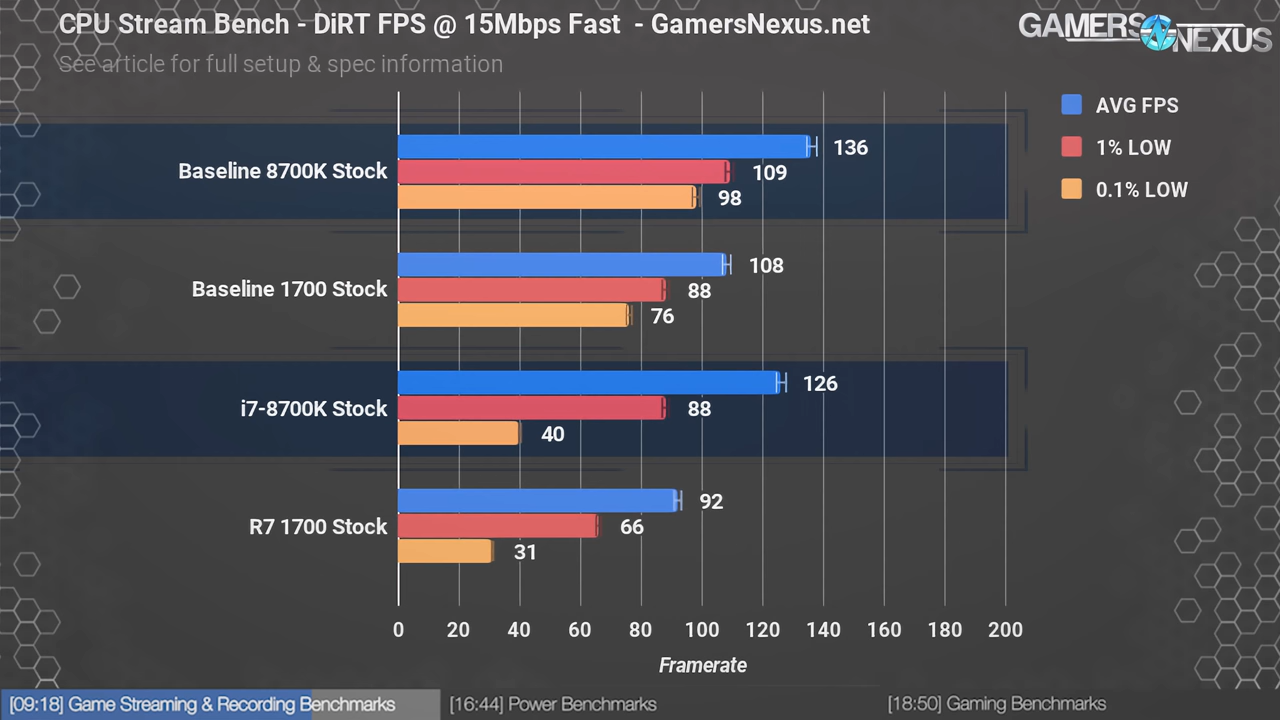 CPU Stream Bench - DiRT FPS @ 15Mbps Fast - GamersNexus.net
See article for full setup & spec information
GAMERS NEXUS
AVG FPS
1% LOW
0.1% LOW
Baseline 8700K Stock
136
109
98
Baseline 1700 Stock
108
88
76
i7-8700K Stock
126
88
40
R7 1700 Stock
92
66
31
0 20 40 60 80 100 120 140 160 180 200
Framerate
[09:18] Game Streaming & Recording Benchmarks [16:44] Power Benchmarks [18:50] Gaming Benchmarks